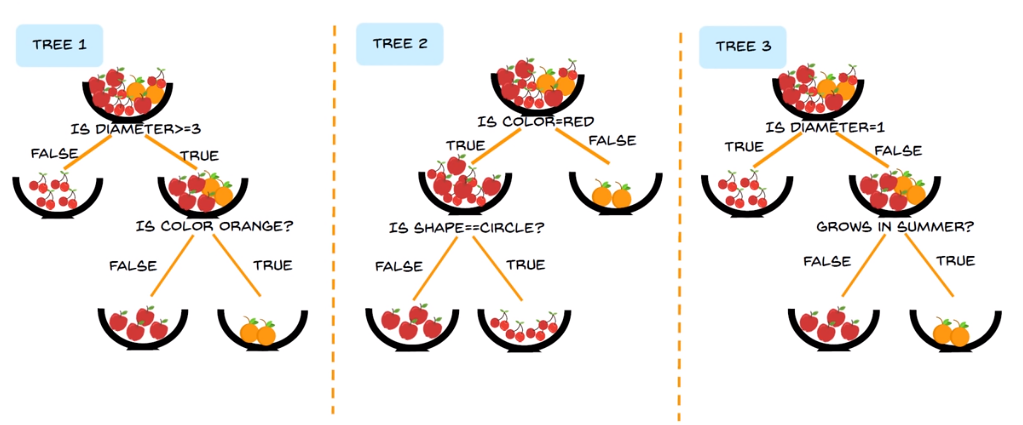 TREE 1
IS DIAMETER>=3
FALSE
TRUE
IS COLOR ORANGE?
FALSE
TRUE
TREE 2
IS COLOR=RED
TRUE
FALSE
IS SHAPE==CIRCLE?
FALSE
TRUE
TREE 3
IS DIAMETER=1
TRUE
FALSE
GROWS IN SUMMER?
FALSE
TRUE